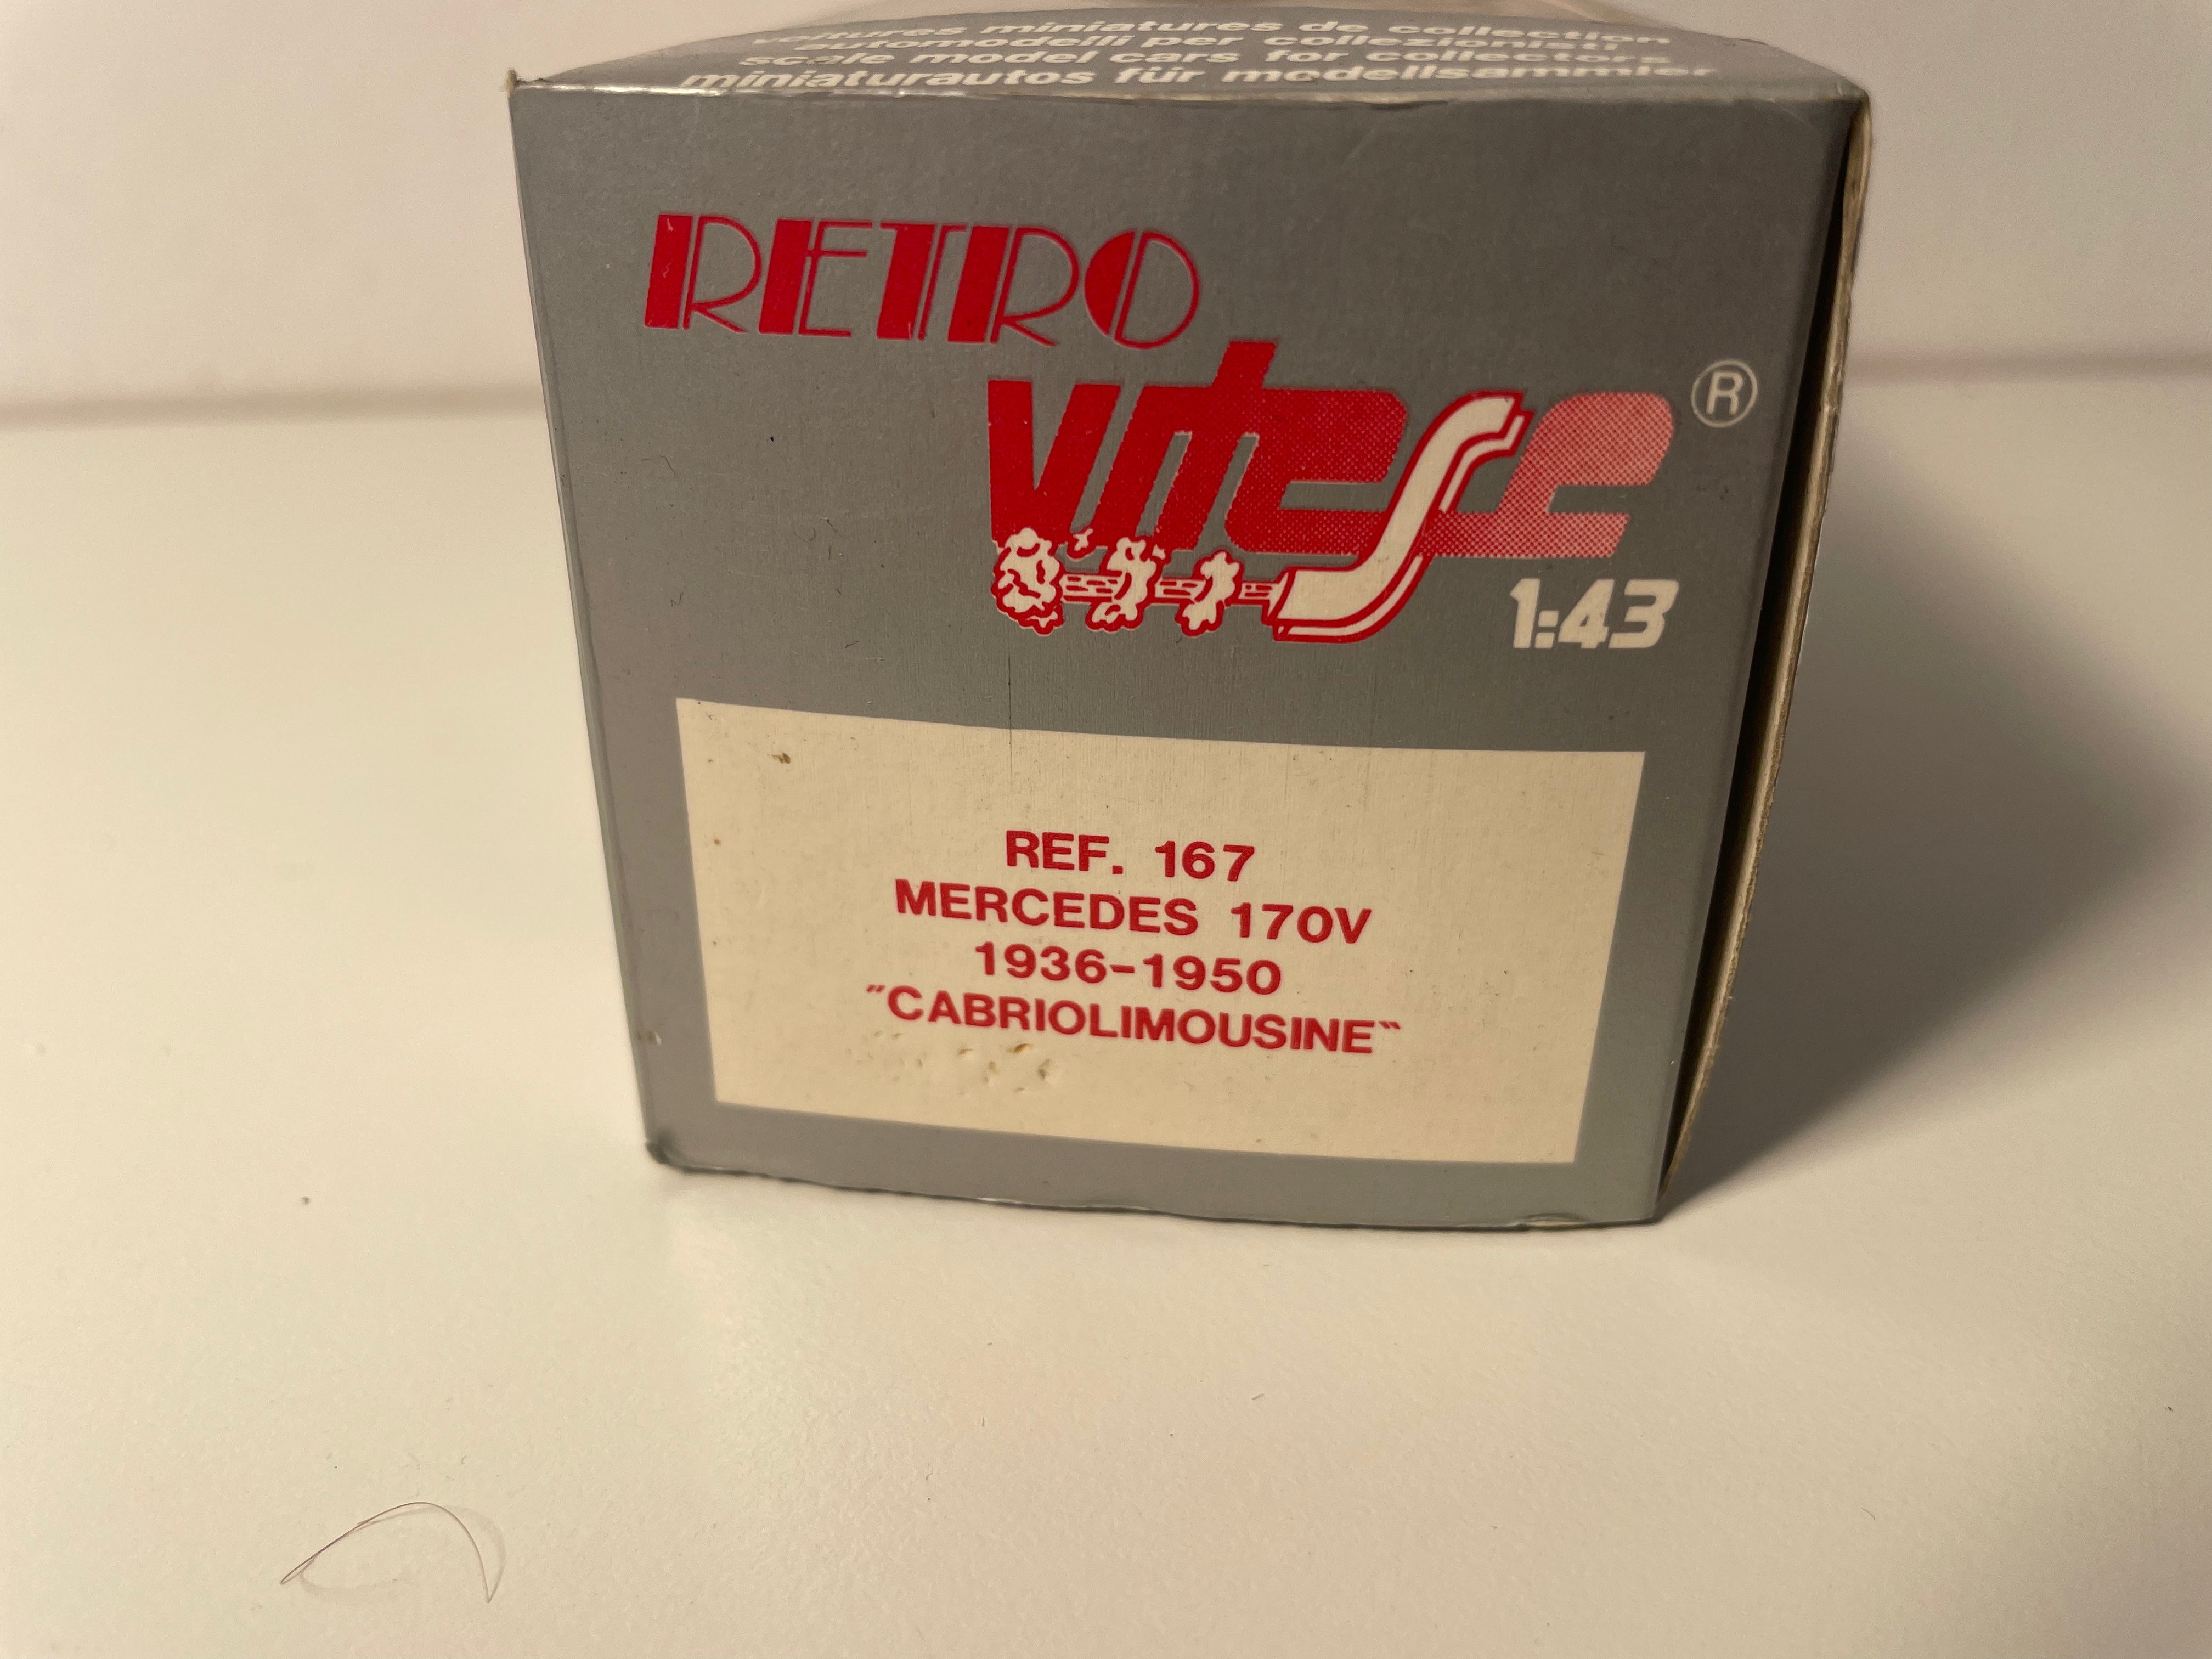 voitures miniatures de collection
automodelli per collezionisti
scale model cars for collectors
miniaturautos für modellsammler
RETRO
vitesse ®
1:43
REF. 167
MERCEDES 170V
1936-1950
"CABRIOLIMOUSINE"